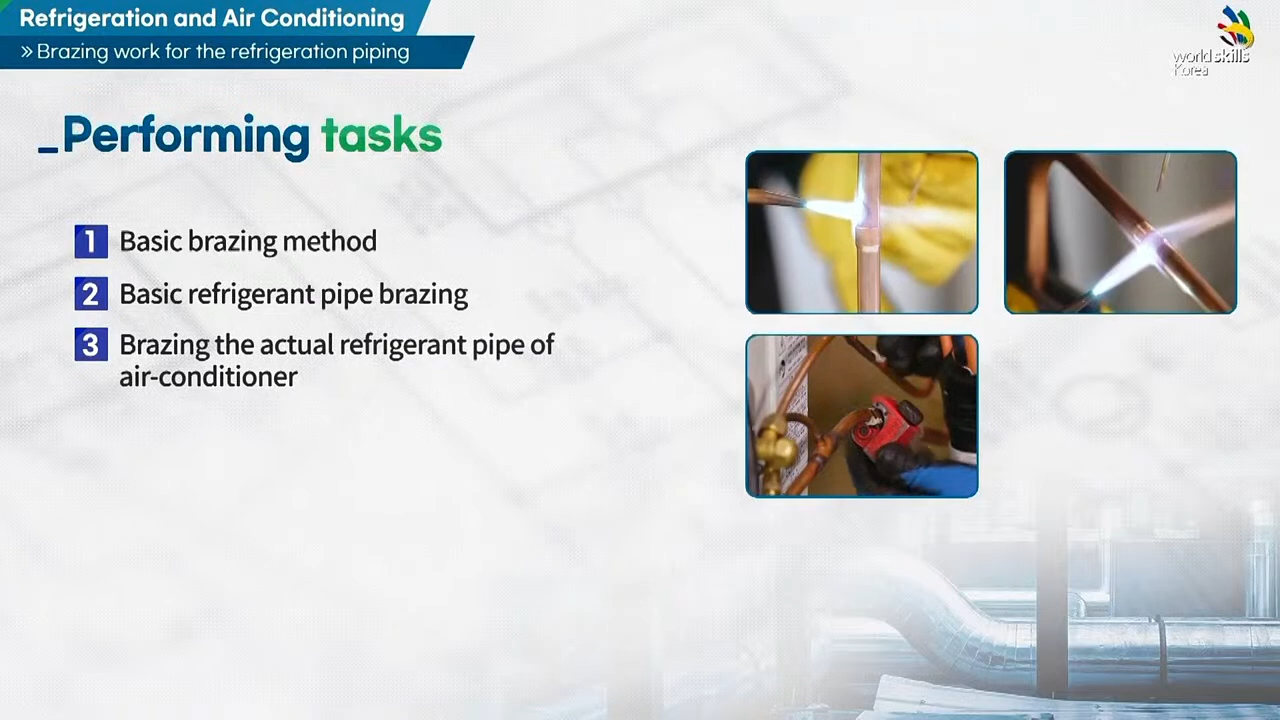 Refrigeration and Air Conditioning
» Brazing work for the refrigeration piping
world skills
Korea
_Performing tasks
1 Basic brazing method
2 Basic refrigerant pipe brazing
3 Brazing the actual refrigerant pipe of
air-conditioner